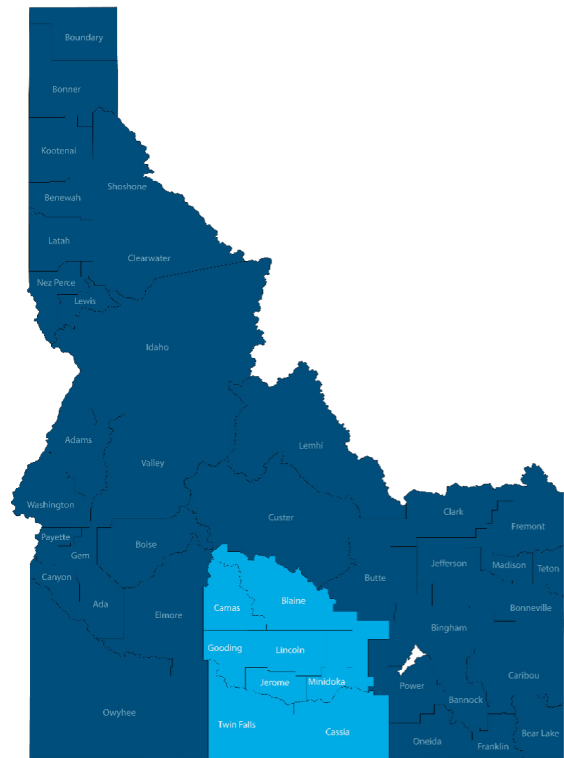 Boundary
Bonner
Kootenai
Shoshone
Benewah
Latah
Clearwater
Nez Perce
Lewis
Idaho
Adams
Lemhi
Valley
Washington
Clark
Custer
Fremont
Payette
Boise
Gem
Jefferson
Madison
Teton
Canyon
Butte
Ada
Camas
Blaine
Bonneville
Elmore
Bingham
Gooding
Lincoln
Caribou
Jerome
Minidoka
Power
Bannock
Owyhee
Twin Falls
Cassia
Bear Lake
Oneida
Franklin